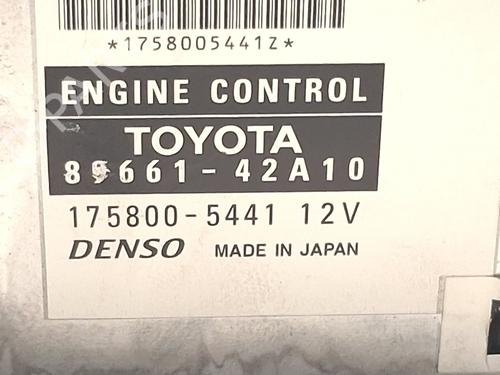 *1758005441Z*
ENGINE CONTROL
TOYOTA
89661-42A10
175800-5441 12V
DENSO MADE IN JAPAN